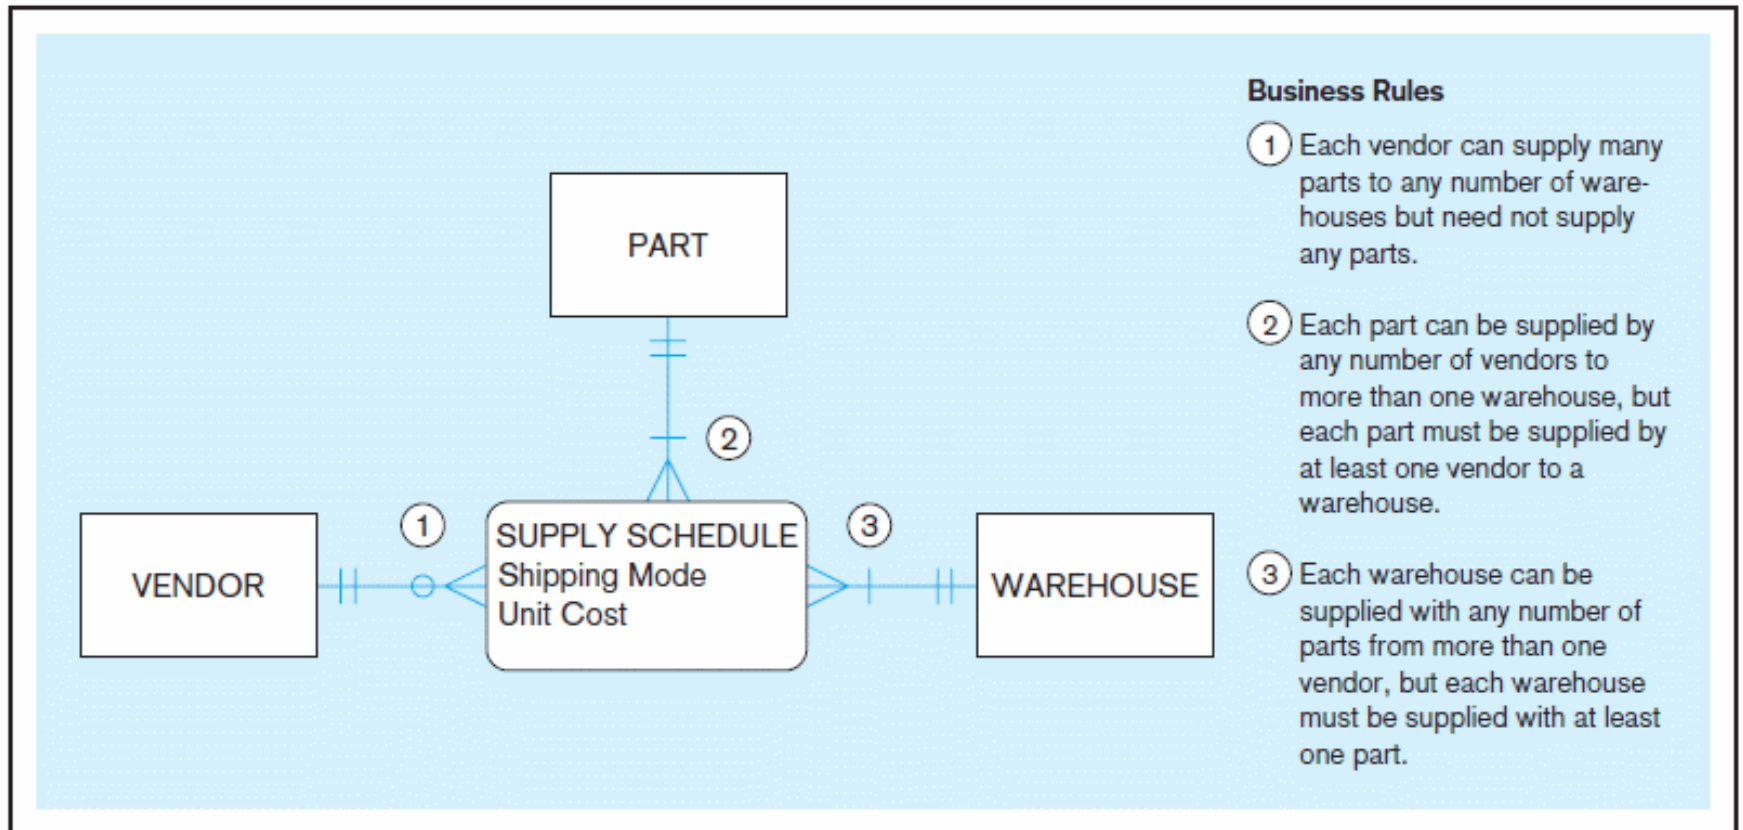 PART
2
1
3
VENDOR
SUPPLY SCHEDULE
Shipping Mode
Unit Cost
WAREHOUSE
Business Rules
1 Each vendor can supply many
parts to any number of ware-
houses but need not supply
any parts.
2 Each part can be supplied by
any number of vendors to
more than one warehouse, but
each part must be supplied by
at least one vendor to a
warehouse.
3 Each warehouse can be
supplied with any number of
parts from more than one
vendor, but each warehouse
must be supplied with at least
one part.